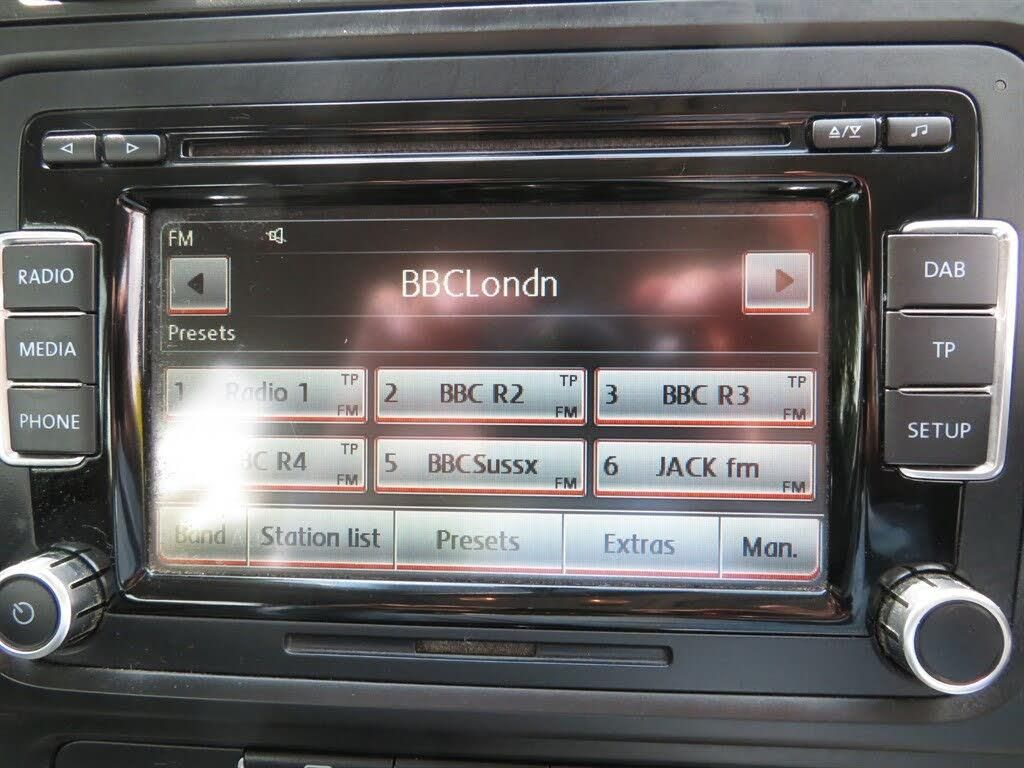 FM
BBCLondn
Presets
1 Radio 1 TP FM
2 BBC R2 TP FM
3 BBC R3 TP FM
BC R4 TP FM
5 BBCSussx FM
6 JACK fm FM
Band
Station list
Presets
Extras
Man.
RADIO
MEDIA
PHONE
DAB
TP
SETUP